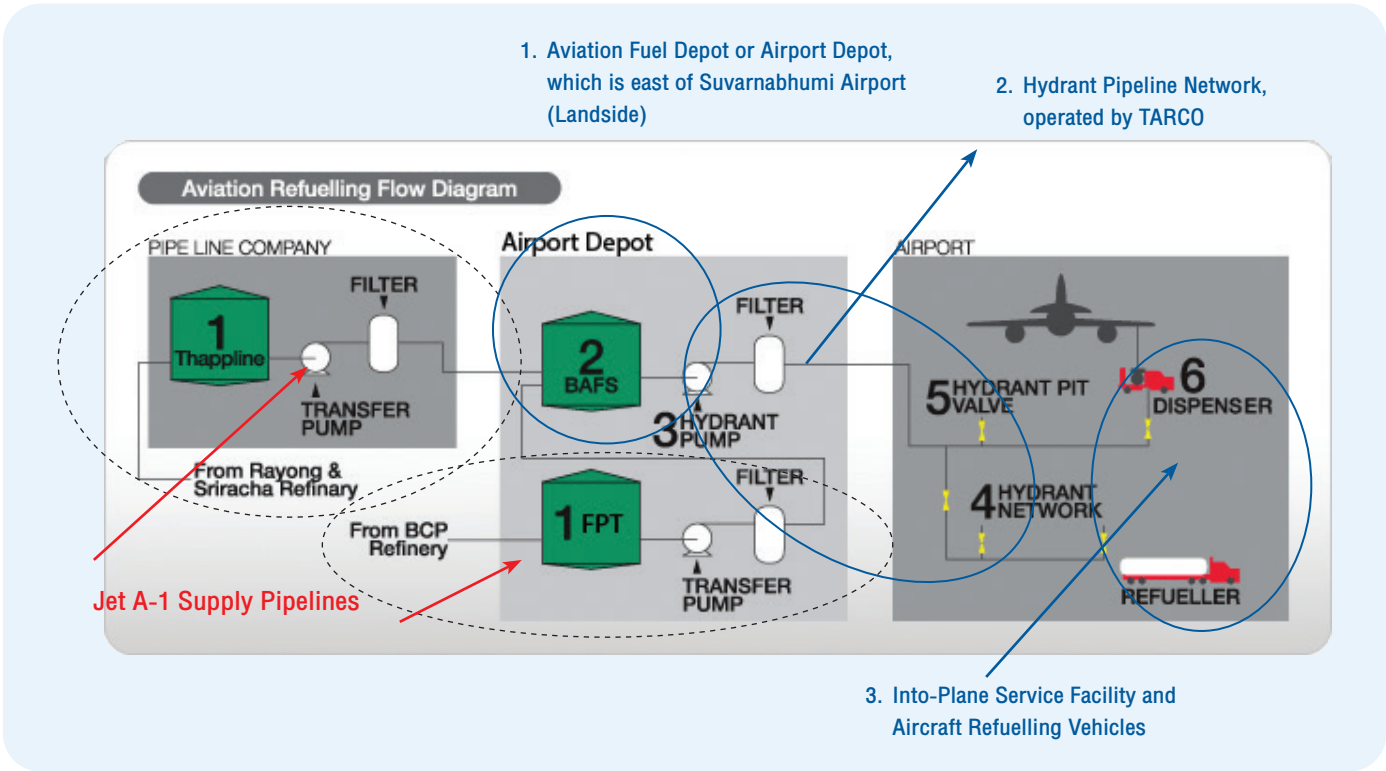 1. Aviation Fuel Depot or Airport Depot,
which is east of Suvarnabhumi Airport
(Landside)
2. Hydrant Pipeline Network,
operated by TARCO
Aviation Refuelling Flow Diagram
PIPE LINE COMPANY
1
Thappline
FILTER
TRANSFER
PUMP
From Rayong &
Sriracha Refinary
Airport Depot
2
BAFS
FILTER
3 HYDRANT
PUMP
From BCP
Refinery
1 FPT
FILTER
TRANSFER
PUMP
AIRPORT
5 HYDRANT PIT
VALVE
6
DISPENSER
4 HYDRANT
NETWORK
REFUELLER
Jet A-1 Supply Pipelines
3. Into-Plane Service Facility and
Aircraft Refuelling Vehicles